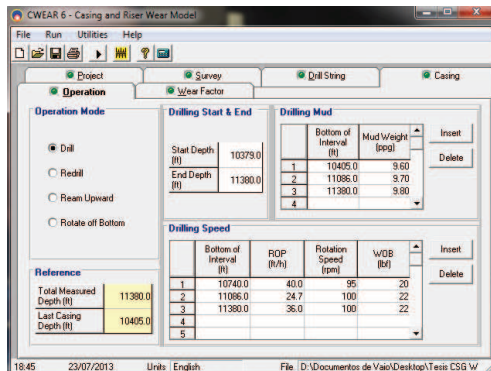 CWEAR 6 - Casing and Riser Wear Model
File Run Utilities Help
Project Survey Drill String Casing
Operation Wear Factor
Operation Mode
Drill
Redrill
Ream Upward
Rotate off Bottom
Reference
Total Measured Depth (ft) 11380.0
Last Casing Depth (ft) 10405.0
Drilling Start & End
Start Depth (ft) 10379.0
End Depth (ft) 11380.0
Drilling Mud
Bottom of Interval (ft) Mud Weight (ppg)
1 10405.0 9.60
2 11086.0 9.70
3 11380.0 9.80
4
Insert
Delete
Drilling Speed
Bottom of Interval (ft) ROP (ft/h) Rotation Speed (rpm) WOB (lbf)
1 10740.0 40.0 95 20
2 11086.0 24.7 100 22
3 11380.0 36.0 100 22
4
5
Insert
Delete
18:45 23/07/2013 Units English File D:\Documentos de Vaio\Desktop\Tesis CSG W